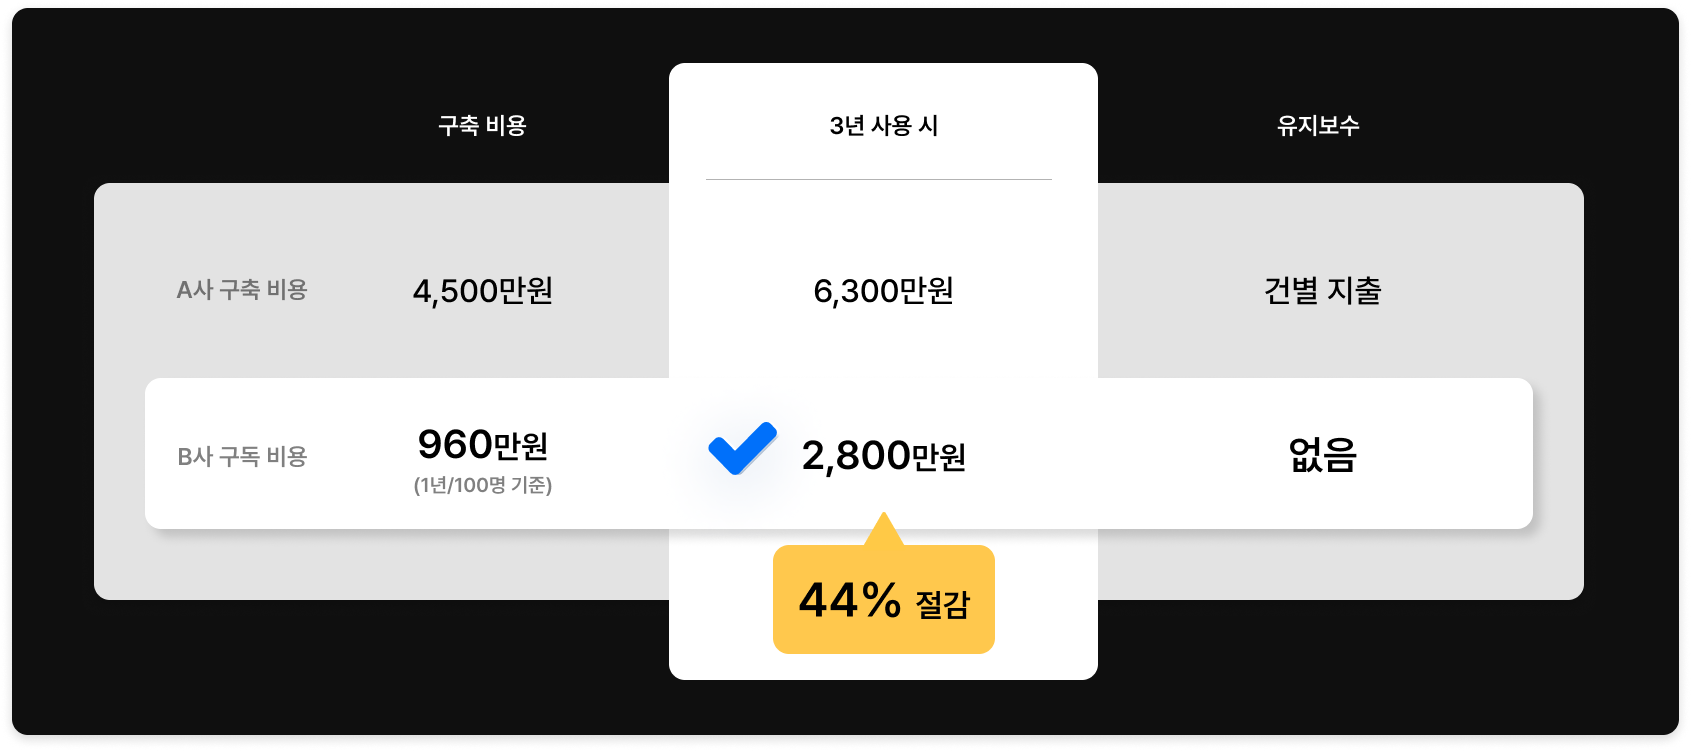 구축 비용
3년 사용 시
유지보수
A사 구축 비용
4,500만원
6,300만원
건별 지출
B사 구독 비용
960만원
(1년/100명 기준)
2,800만원
없음
44% 절감